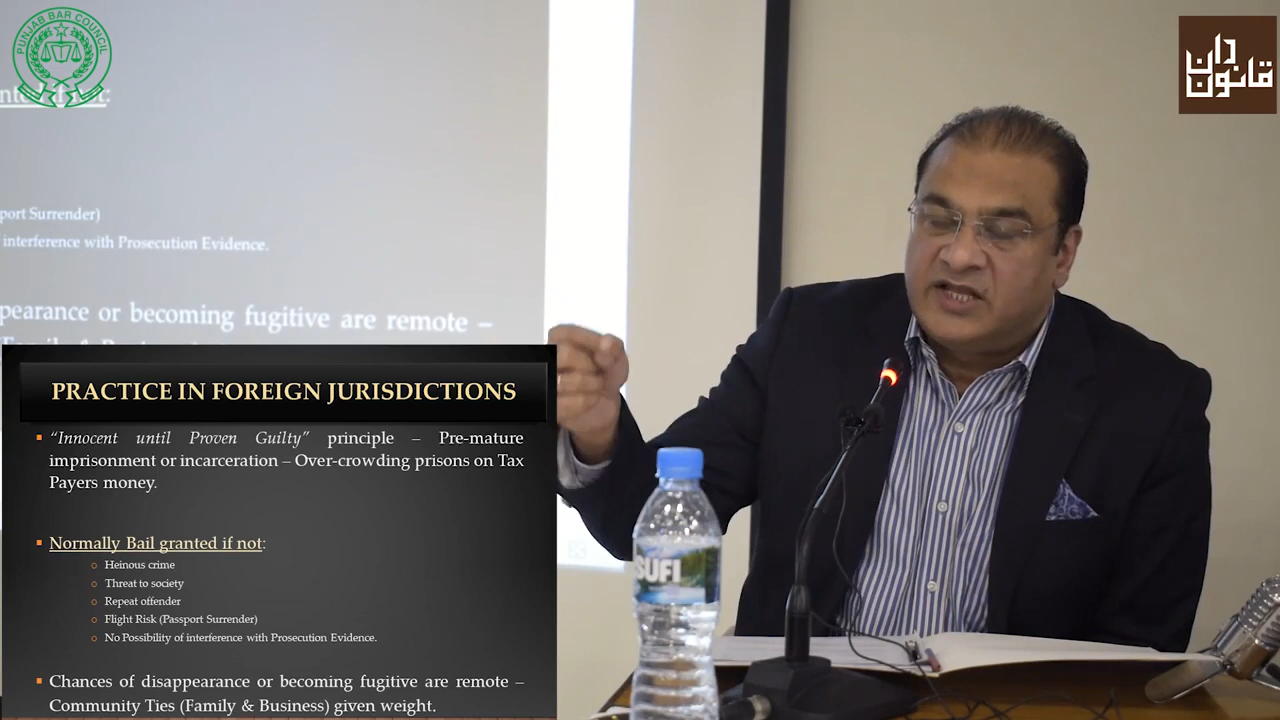 PUNJAB BAR COUNCIL
قانون دان
port Surrender)
interference with Prosecution Evidence.
pearance or becoming fugitive are remote –
PRACTICE IN FOREIGN JURISDICTIONS
▪ “Innocent until Proven Guilty” principle – Pre-mature
imprisonment or incarceration – Over-crowding prisons on Tax
Payers money.
▪ Normally Bail granted if not:
o Heinous crime
o Threat to society
o Repeat offender
o Flight Risk (Passport Surrender)
o No Possibility of interference with Prosecution Evidence.
▪ Chances of disappearance or becoming fugitive are remote –
Community Ties (Family & Business) given weight.
SUFI